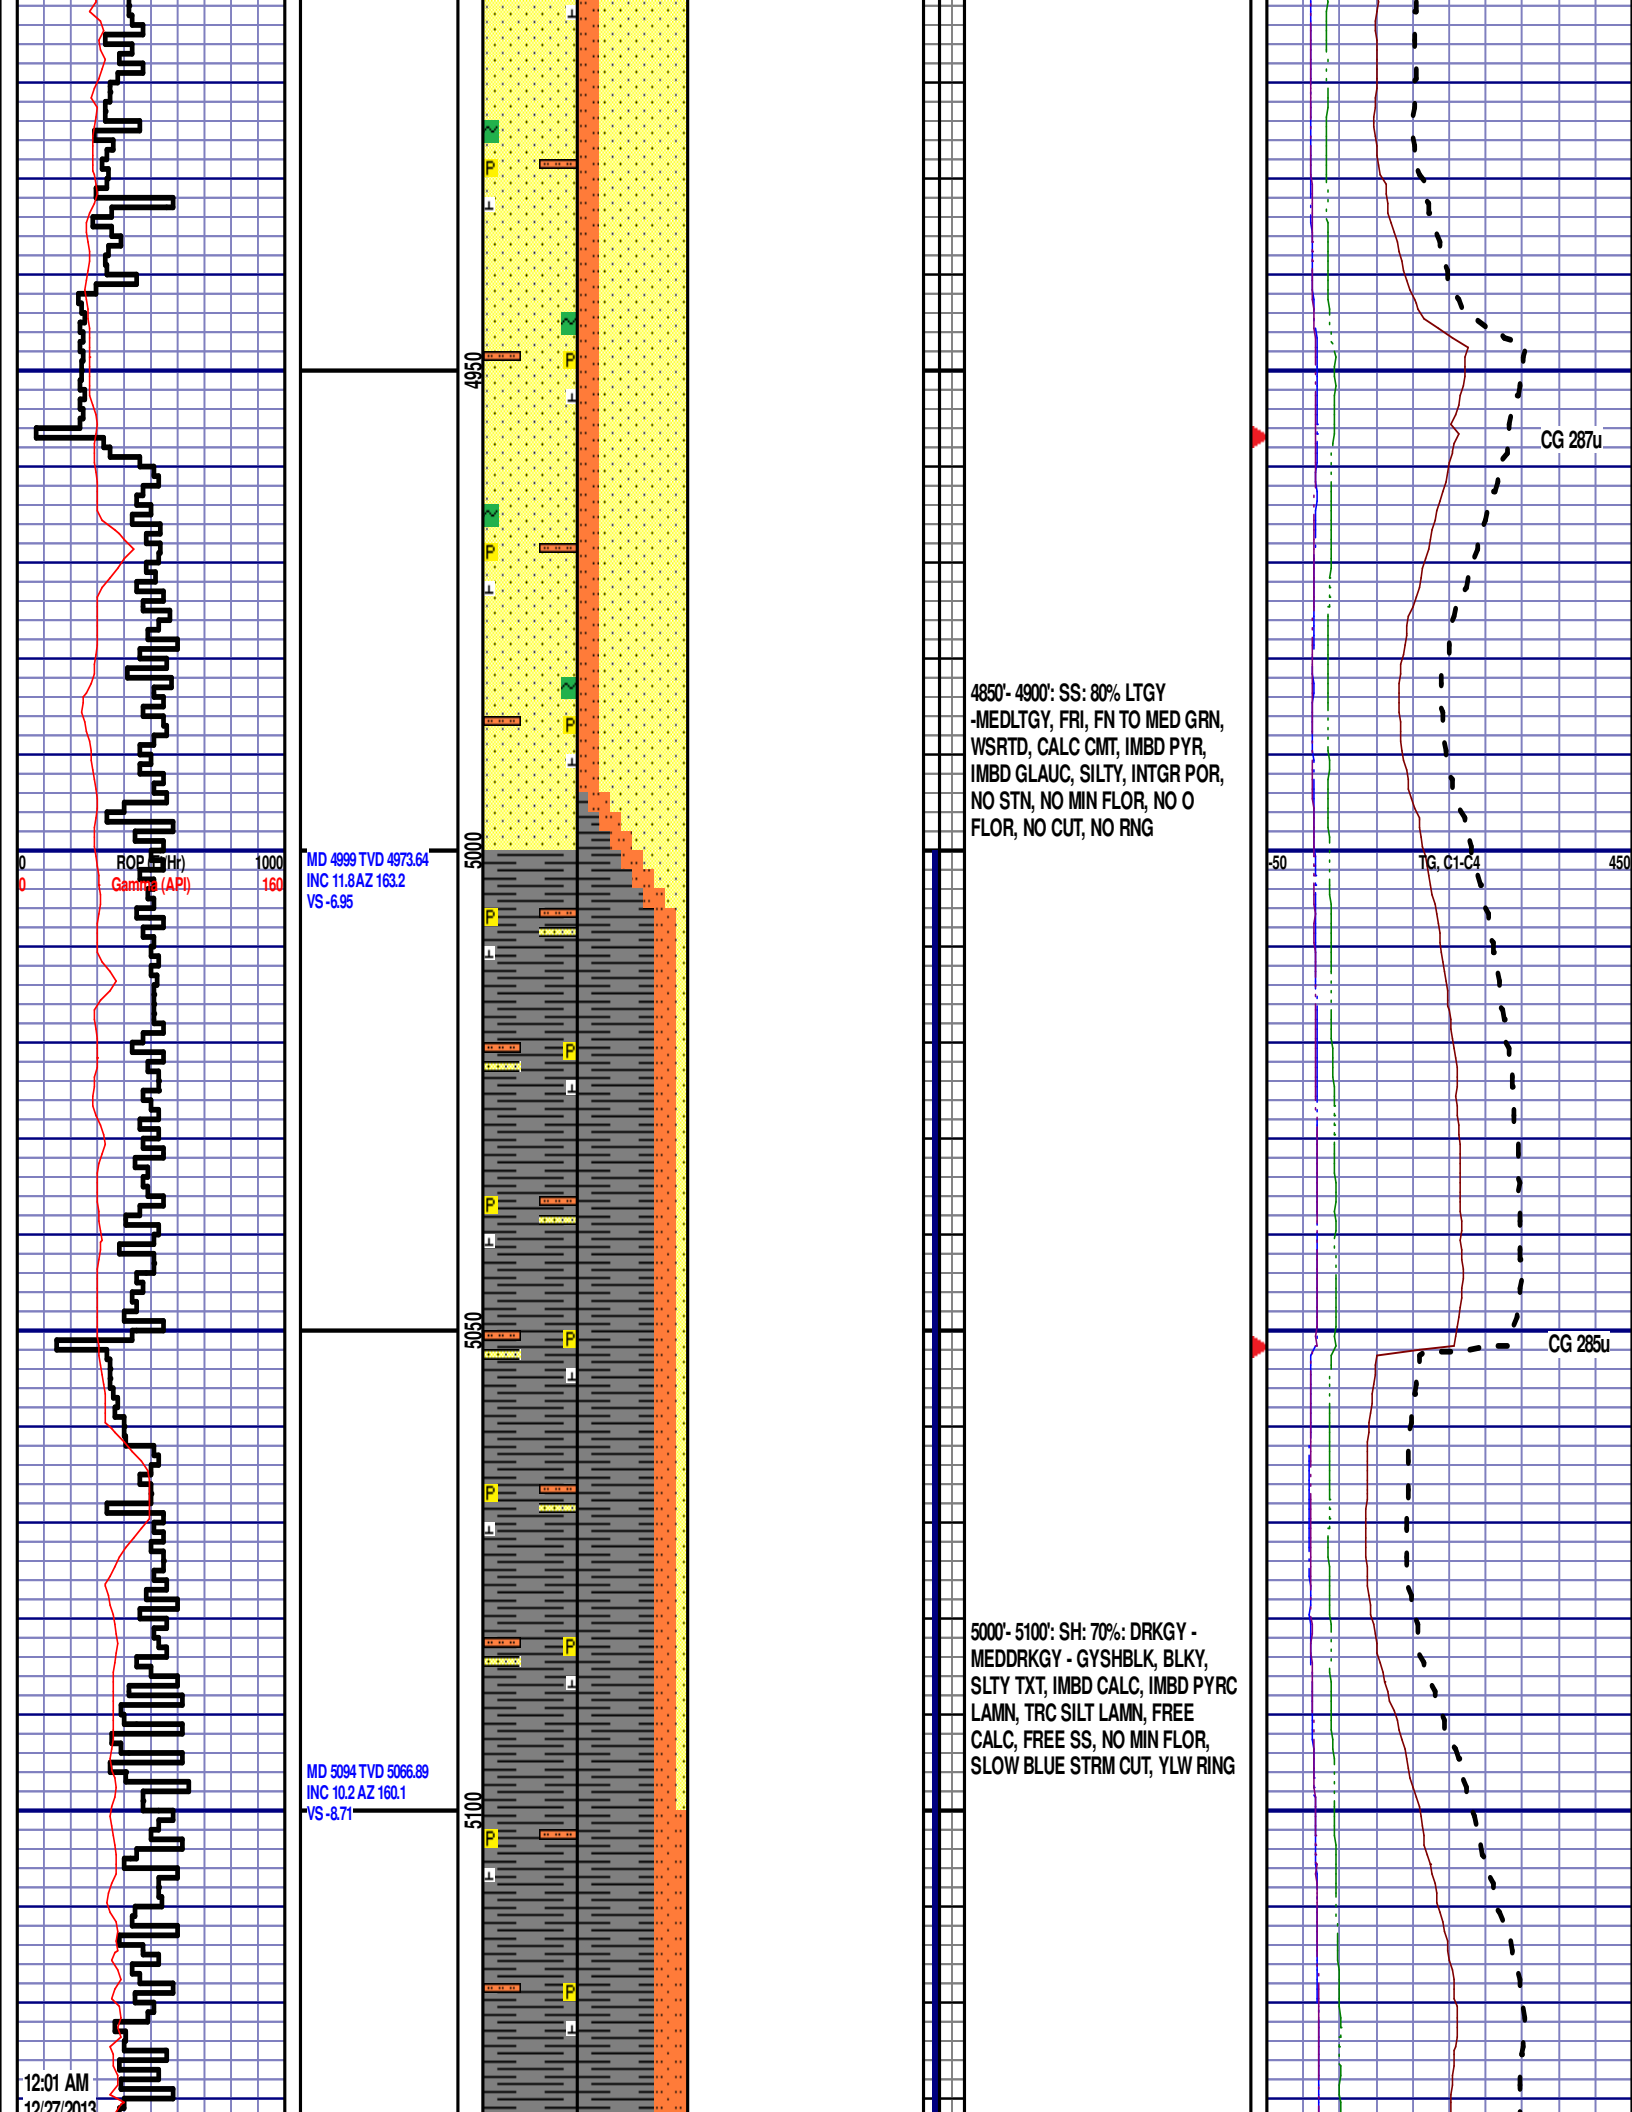 4950
CG 287u
4850'- 4900': SS: 80% LTGY
-MEDLTGY, FRI, FN TO MED GRN,
WSRTD, CALC CMT, IMBD PYR,
IMBD GLAUC, SILTY, INTGR POR,
NO STN, NO MIN FLOR, NO O
FLOR, NO CUT, NO RNG
5000
0 ROP 1000
0 Gamma (API) 160
MD 4999 TVD 4973.64
INC 11.8 AZ 163.2
VS -6.95
-50 TG, C1-C4 450
5050
CG 285u
5000'- 5100': SH: 70%: DRKGY -
MEDDRKGY - GYSHBLK, BLKY,
SLTY TXT, IMBD CALC, IMBD PYRC
LAMN, TRC SILT LAMN, FREE
CALC, FREE SS, NO MIN FLOR,
SLOW BLUE STRM CUT, YLW RING
MD 5094 TVD 5066.89
INC 10.2 AZ 160.1
VS -8.71
5100
P
P
P
P
P
P
P
P
P
P
P
P
12:01 AM
12/27/2013